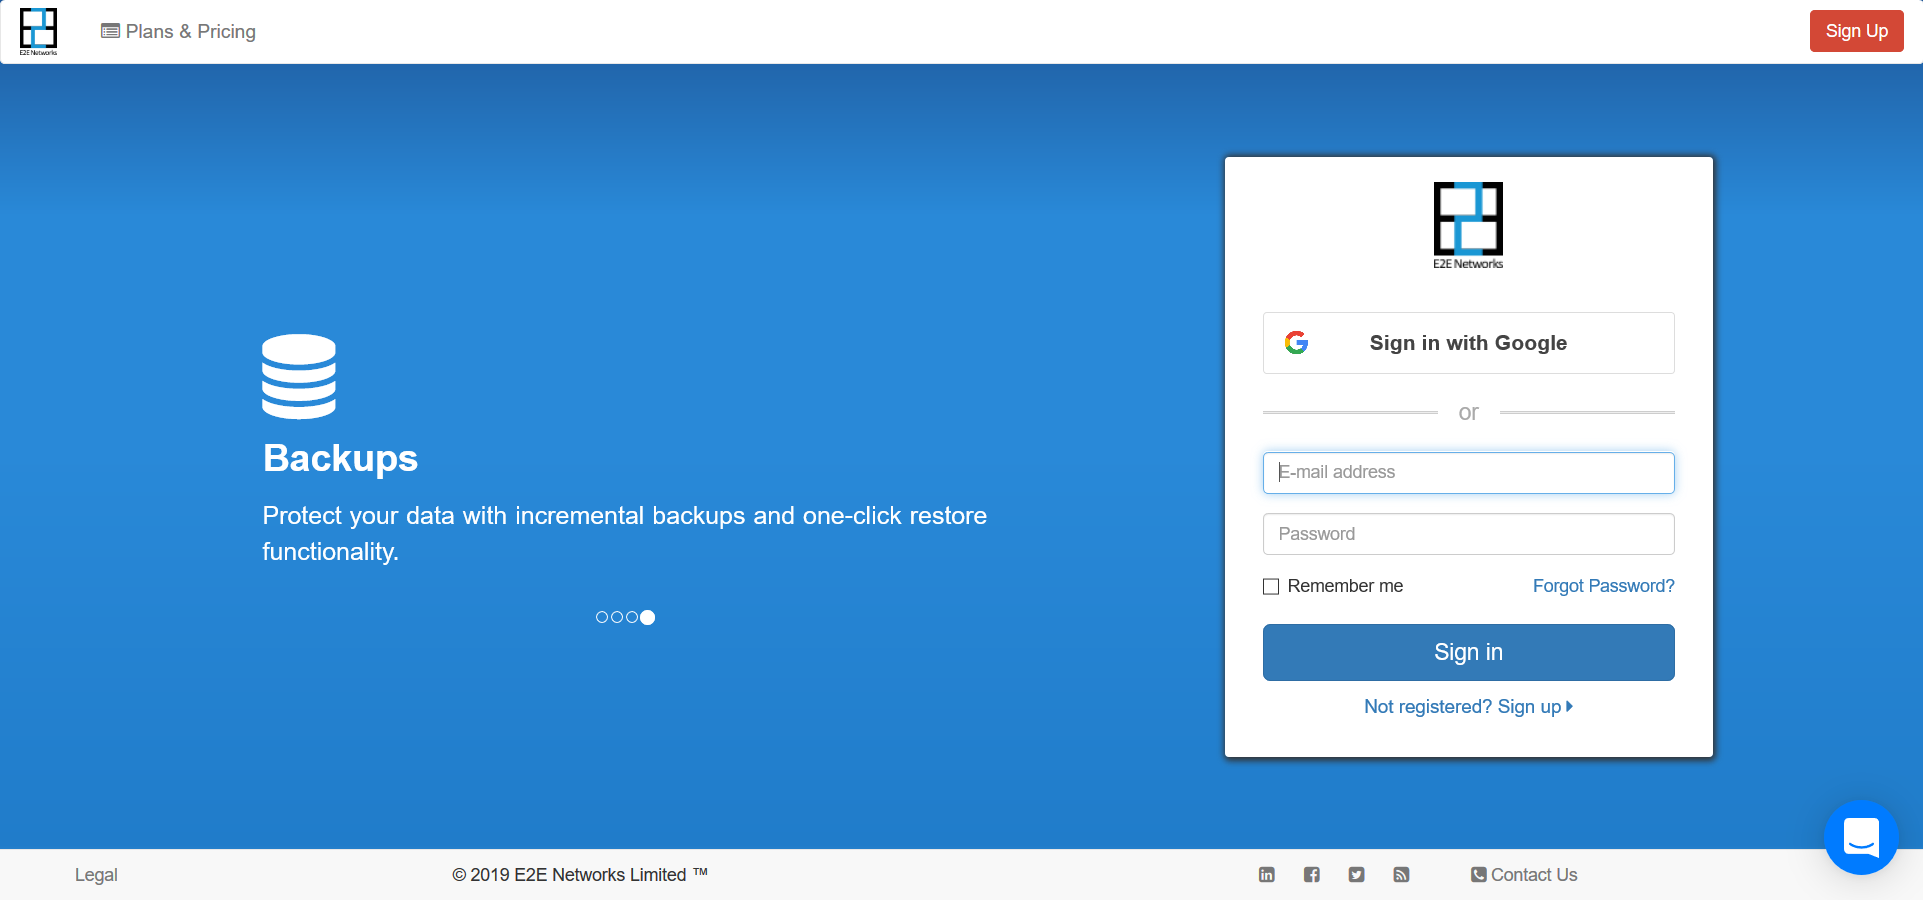 E2E Networks
Plans & Pricing
Sign Up
Backups
Protect your data with incremental backups and one-click restore
functionality.
E2E Networks
Sign in with Google
or
E-mail address
Password
Remember me
Forgot Password?
Sign in
Not registered? Sign up
Legal
© 2019 E2E Networks Limited ™
Contact Us